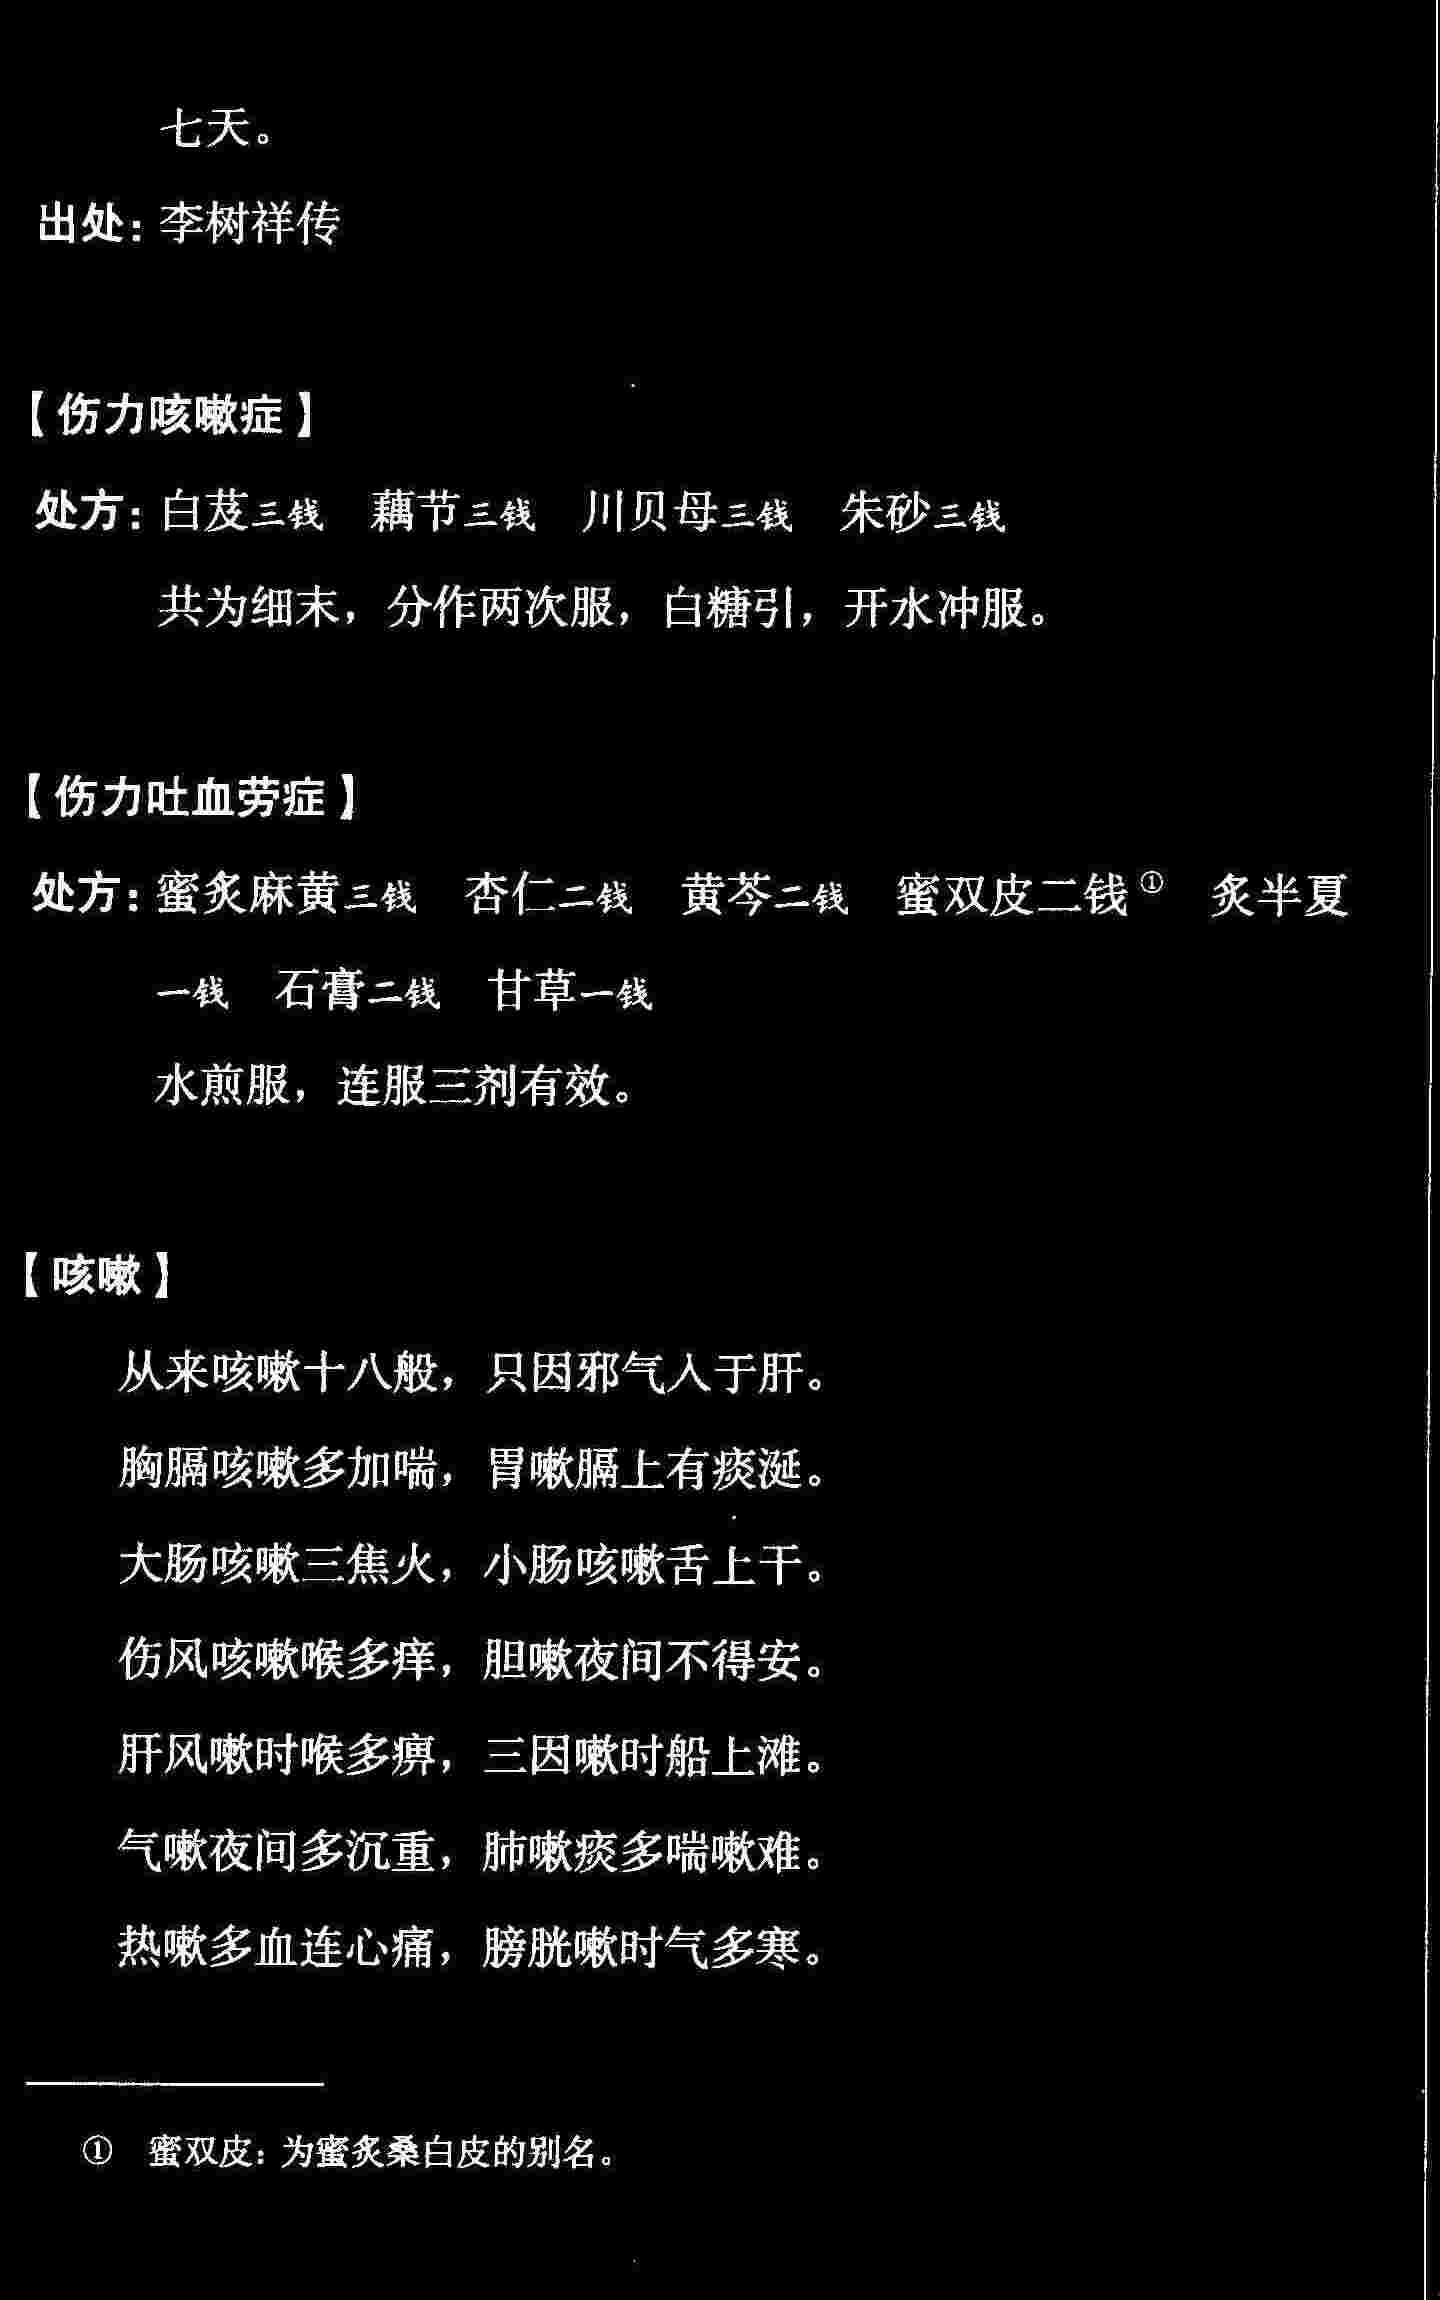 七天。
出处：李树祥传
【伤力咳嗽症】
处方：白芨三钱　藕节三钱　川贝母三钱　朱砂三钱
共为细末，分作两次服，白糖引，开水冲服。
【伤力吐血劳症】
处方：蜜炙麻黄三钱　杏仁二钱　黄芩二钱　蜜双皮二钱①　炙半夏
一钱　石膏二钱　甘草一钱
水煎服，连服三剂有效。
【咳嗽】
从来咳嗽十八般，只因邪气入于肝。
胸膈咳嗽多加喘，胃嗽膈上有痰涎。
大肠咳嗽三焦火，小肠咳嗽舌上干。
伤风咳嗽喉多痒，胆嗽夜间不得安。
肝风嗽时喉多痹，三因嗽时船上滩。
气嗽夜间多沉重，肺嗽痰多喘嗽难。
热嗽多血连心痛，膀胱嗽时气多寒。
①　蜜双皮：为蜜炙桑白皮的别名。